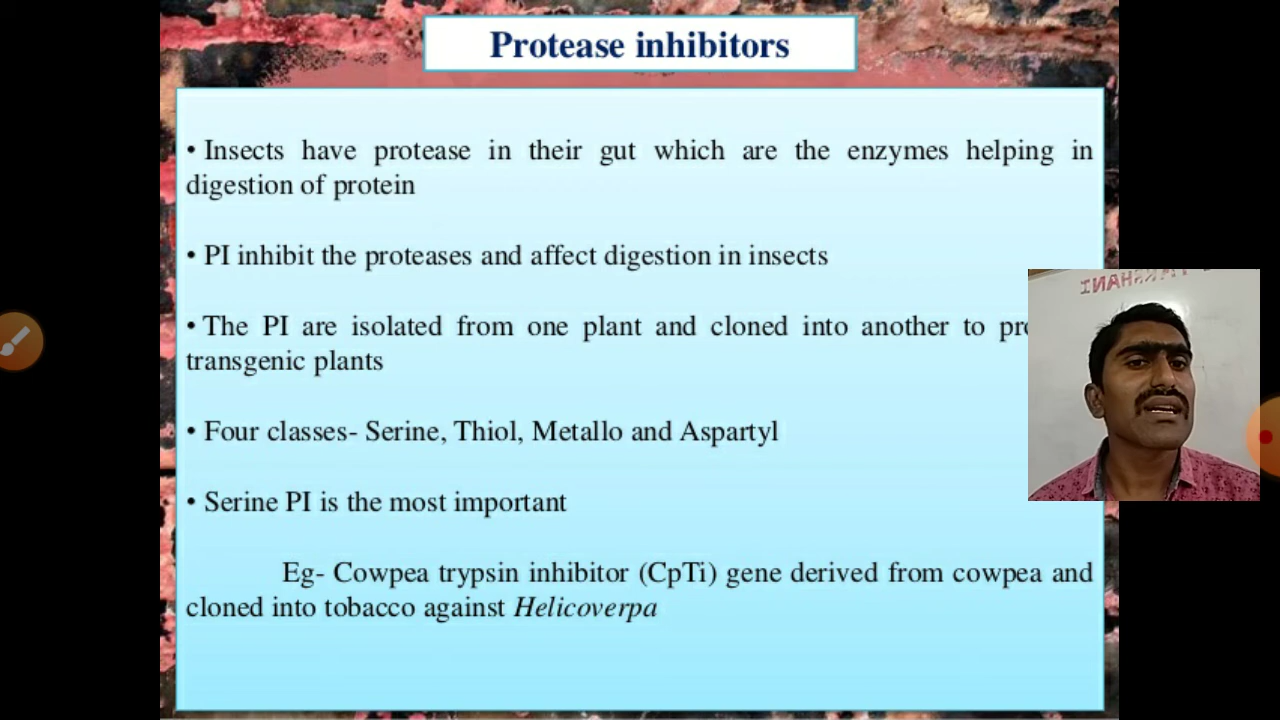 Protease inhibitors
• Insects have protease in their gut which are the enzymes helping in
digestion of protein
• PI inhibit the proteases and affect digestion in insects
• The PI are isolated from one plant and cloned into another to
transgenic plants
• Four classes- Serine, Thiol, Metallo and Aspartyl
• Serine PI is the most important
Eg- Cowpea trypsin inhibitor (CpTi) gene derived from cowpea and
cloned into tobacco against Helicoverpa